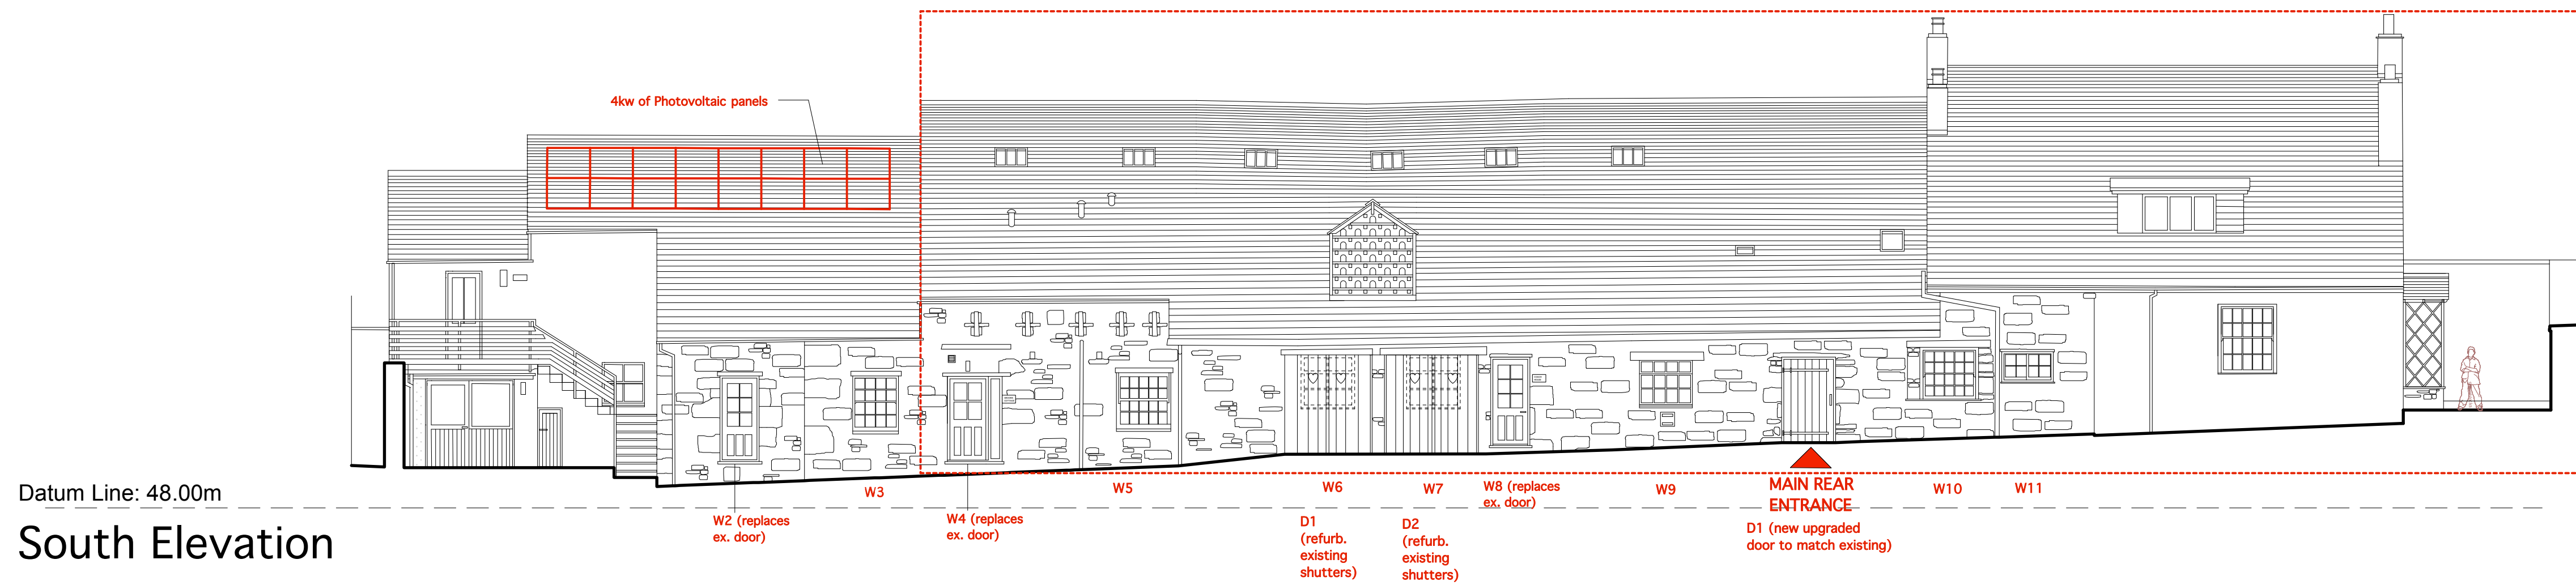 4kw of Photovoltaic panels
Datum Line: 48.00m
South Elevation
W2 (replaces
ex. door)
W3
W4 (replaces
ex. door)
W5
W6
D1
(refurb.
existing
shutters)
W7
D2
(refurb.
existing
shutters)
W8 (replaces
ex. door)
W9
MAIN REAR
ENTRANCE
D1 (new upgraded
door to match existing)
W10
W11